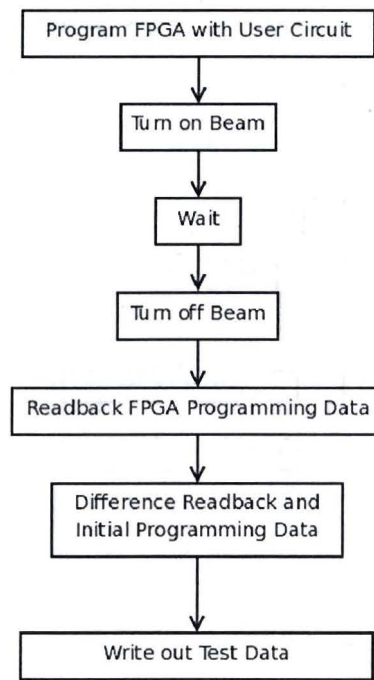 Program FPGA with User Circuit
Turn on Beam
Wait
Turn off Beam
Readback FPGA Programming Data
Difference Readback and
Initial Programming Data
Write out Test Data